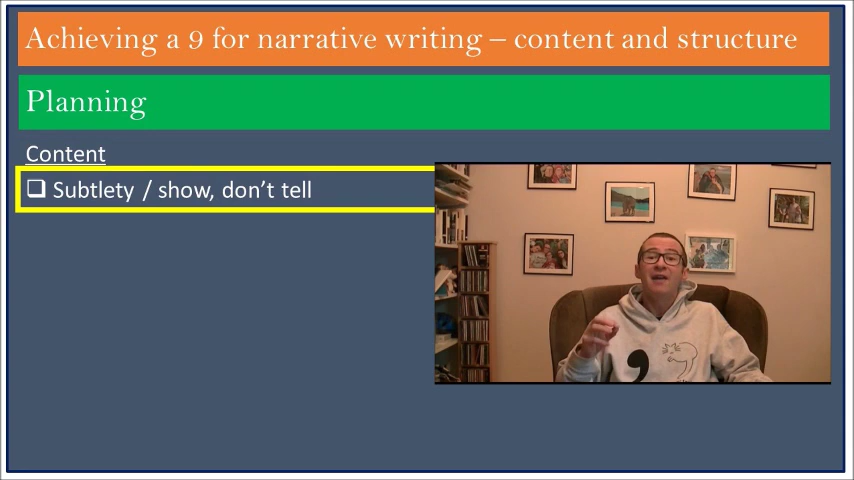 Achieving a 9 for narrative writing – content and structure
Planning
Content
❑ Subtlety / show, don't tell